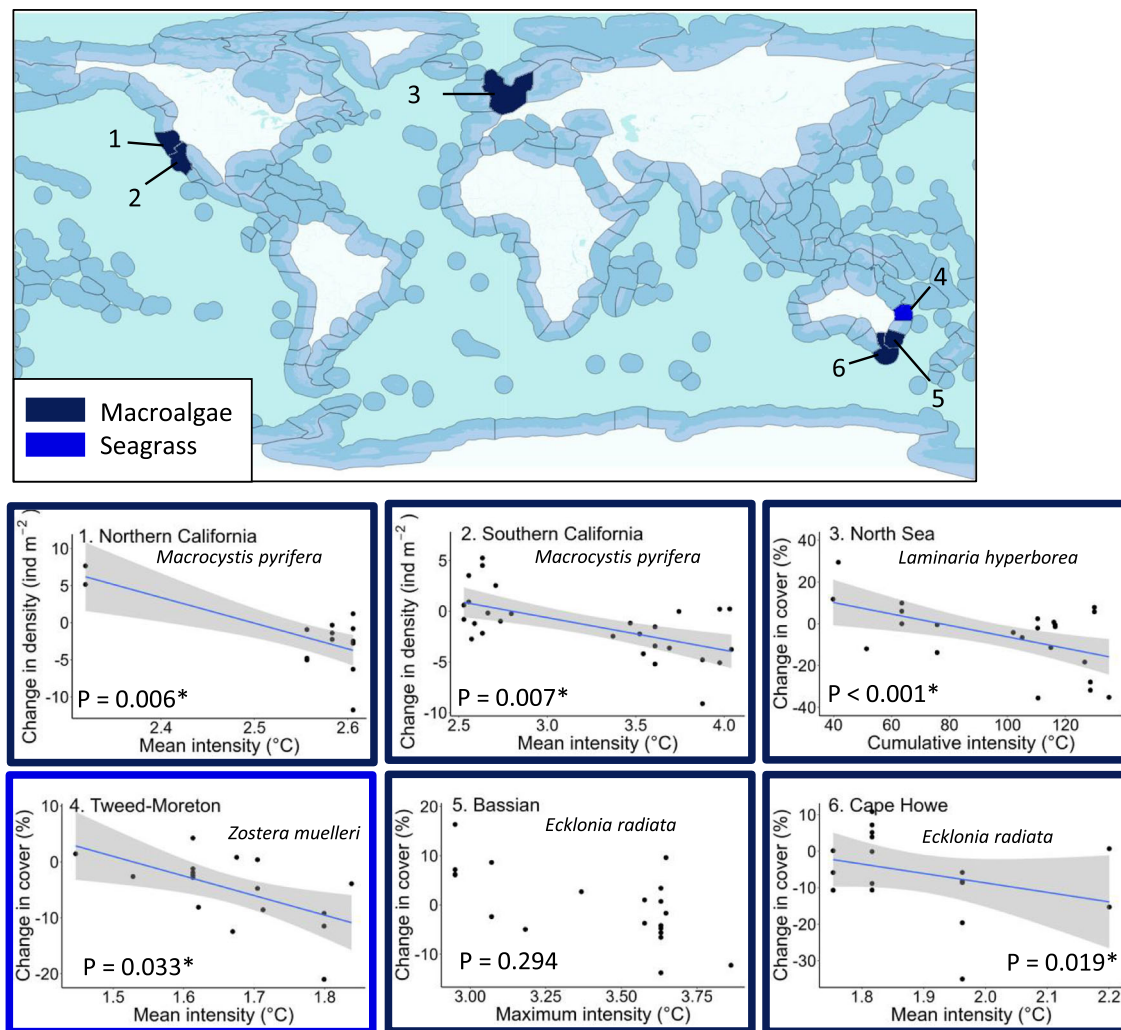 3
1
2
4
6
5
Macroalgae
Seagrass
Change in density (ind m⁻²)
1. Northern California
Macrocystis pyrifera
10
5
0
-5
-10
P = 0.006*
2.4 2.5 2.6
Mean intensity (°C)
Change in density (ind m⁻²)
2. Southern California
Macrocystis pyrifera
5
0
-5
-10
P = 0.007*
2.5 3.0 3.5 4.0
Mean intensity (°C)
Change in cover (%)
3. North Sea
Laminaria hyperborea
40
20
0
-20
-40
P < 0.001*
40 60 80 100 120
Cumulative intensity (°C)
Change in cover (%)
4. Tweed-Moreton
Zostera muelleri
10
0
-10
-20
P = 0.033*
1.5 1.6 1.7 1.8
Mean intensity (°C)
Change in cover (%)
5. Bassian
Ecklonia radiata
20
10
0
-10
P = 0.294
3.00 3.25 3.50 3.75
Maximum intensity (°C)
Change in cover (%)
6. Cape Howe
Ecklonia radiata
10
0
-10
-20
-30
P = 0.019*
1.8 1.9 2.0 2.1 2.2
Mean intensity (°C)